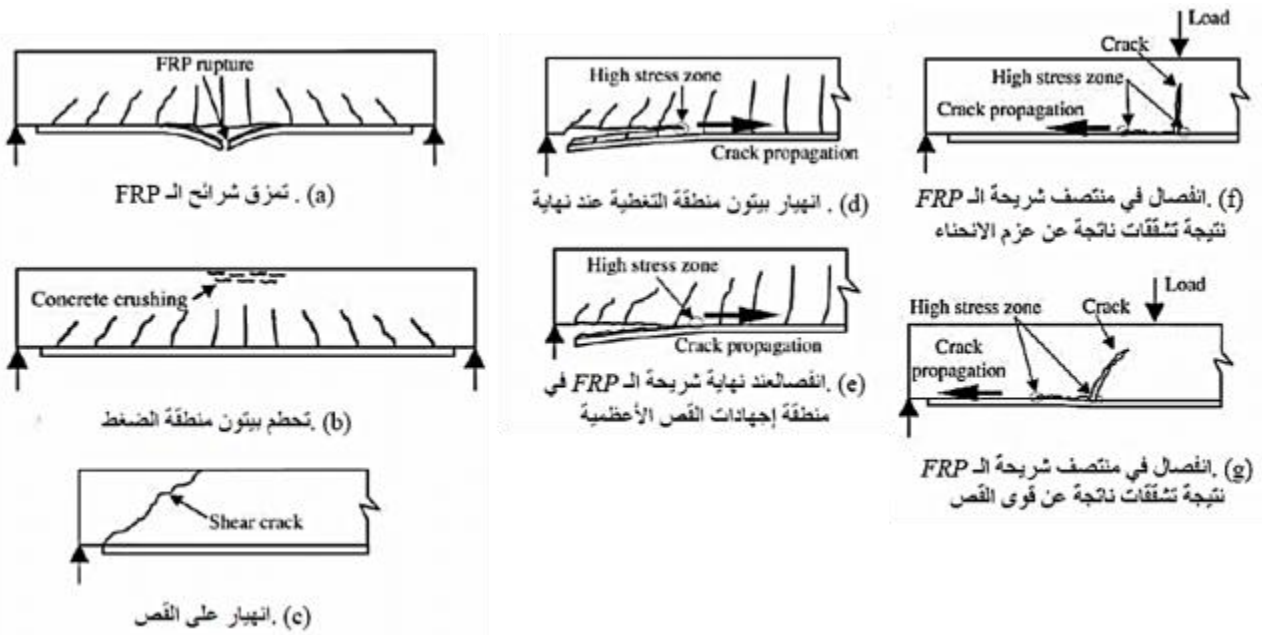 FRP rupture
(a) . تمزق شرائح الـ FRP
Concrete crushing
(b) .تحطم بيتون منطقة الضغط
Shear crack
(c) .انهيار على القص
High stress zone
Crack propagation
(d) . انهيار بيتون منطقة التغطية عند نهاية
High stress zone
Crack propagation
(e) .انفصالعند نهاية شريحة الـ FRP في
منطقة إجهادات القص الأعظمية
Load
Crack
High stress zone
Crack propagation
(f) .انفصال في منتصف شريحة الـ FRP
نتيجة تشققات ناتجة عن عزم الانحناء
Load
High stress zone
Crack
Crack
propagation
(g) .انفصال في منتصف شريحة الـ FRP
نتيجة تشققات ناتجة عن قوى القص